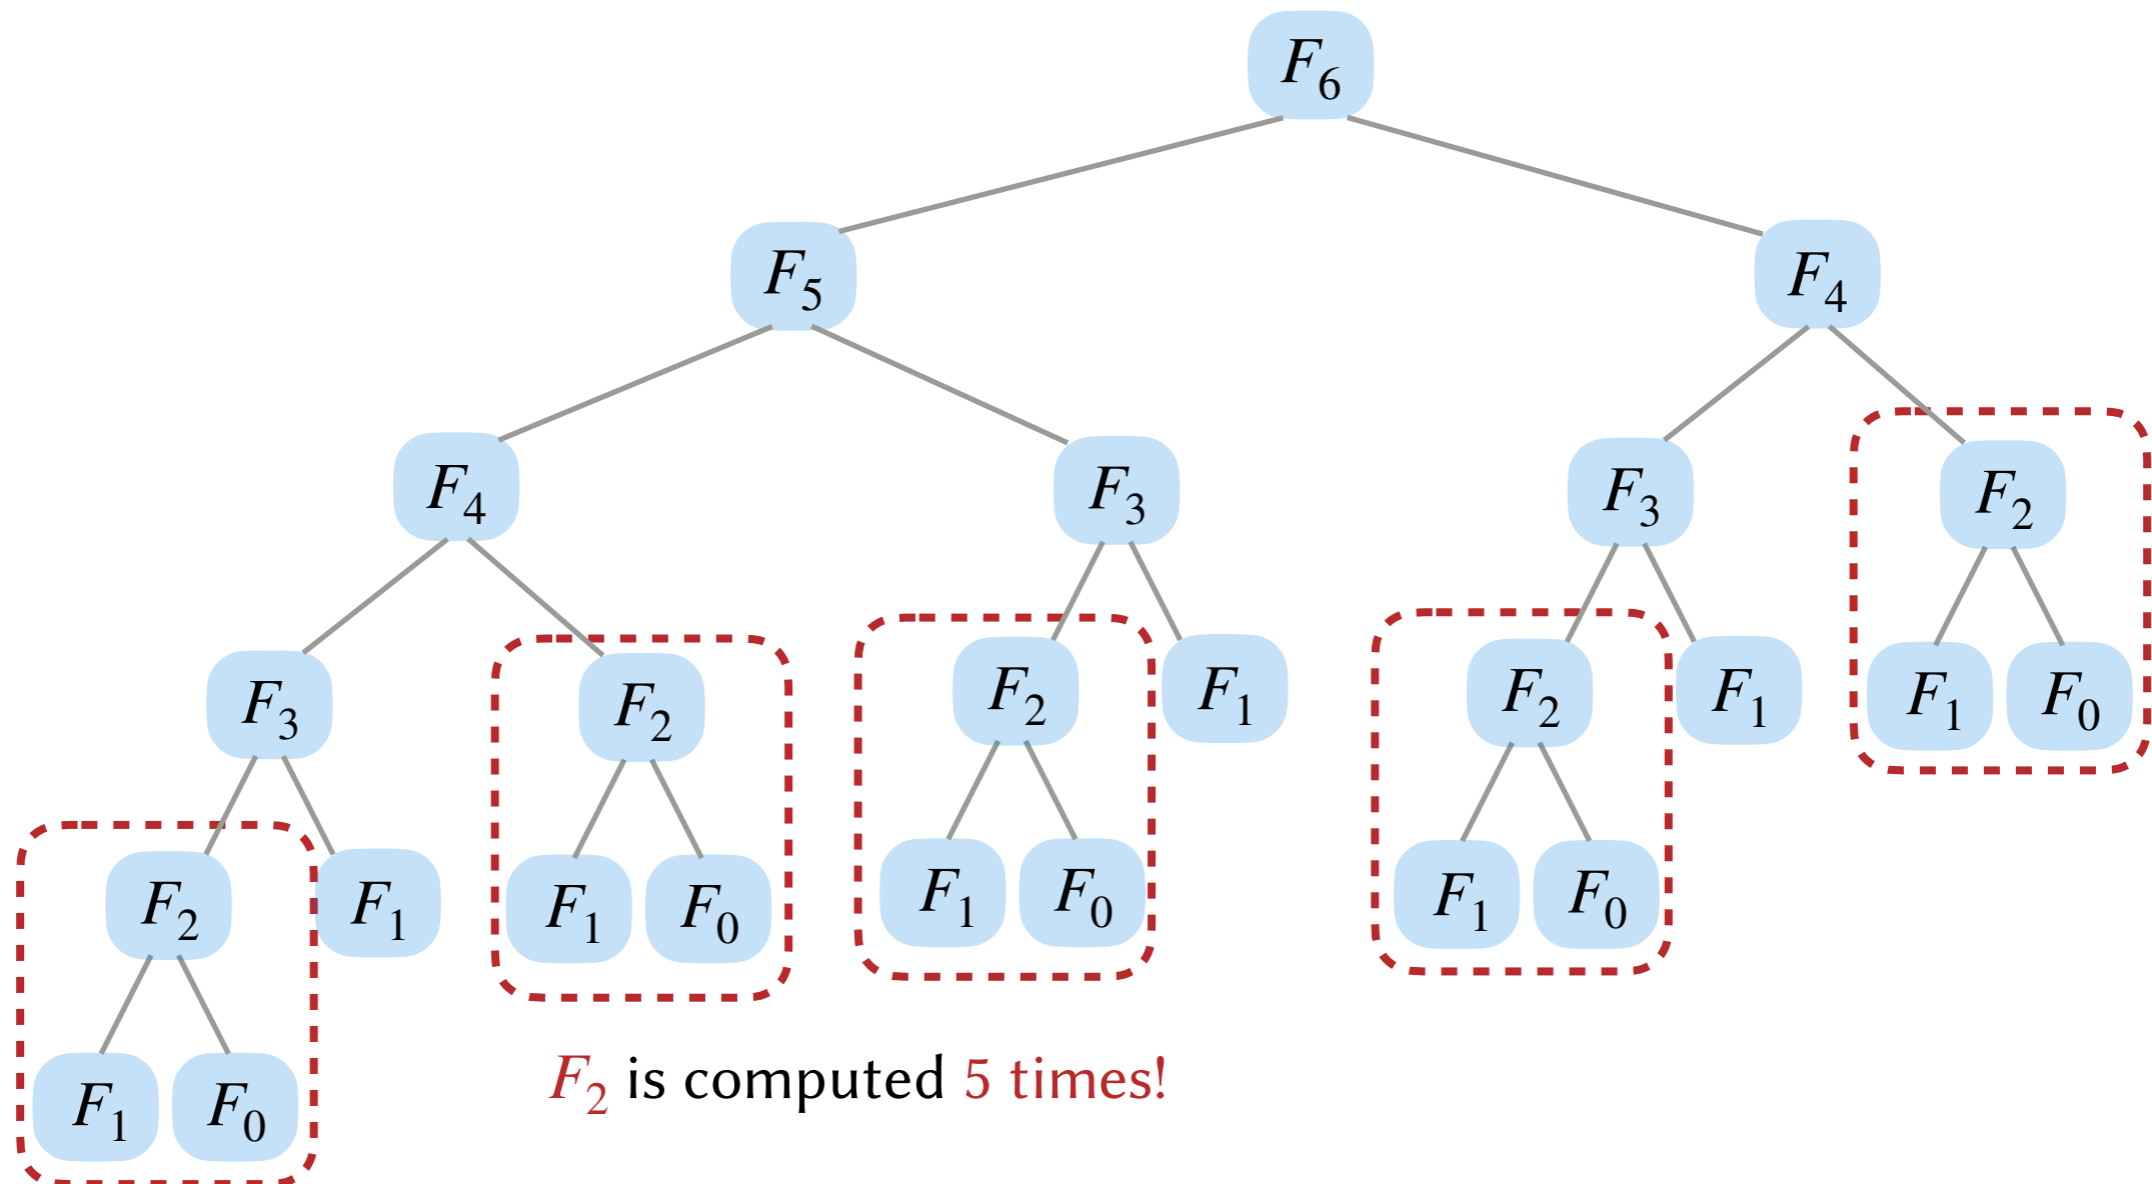 F₆
F₅ F₄
F₄ F₃ F₃ F₂
F₃ F₂ F₂ F₁ F₂ F₁ F₁ F₀
F₂ F₁ F₁ F₀ F₁ F₀ F₁ F₀
F₁ F₀
F₂ is computed 5 times!